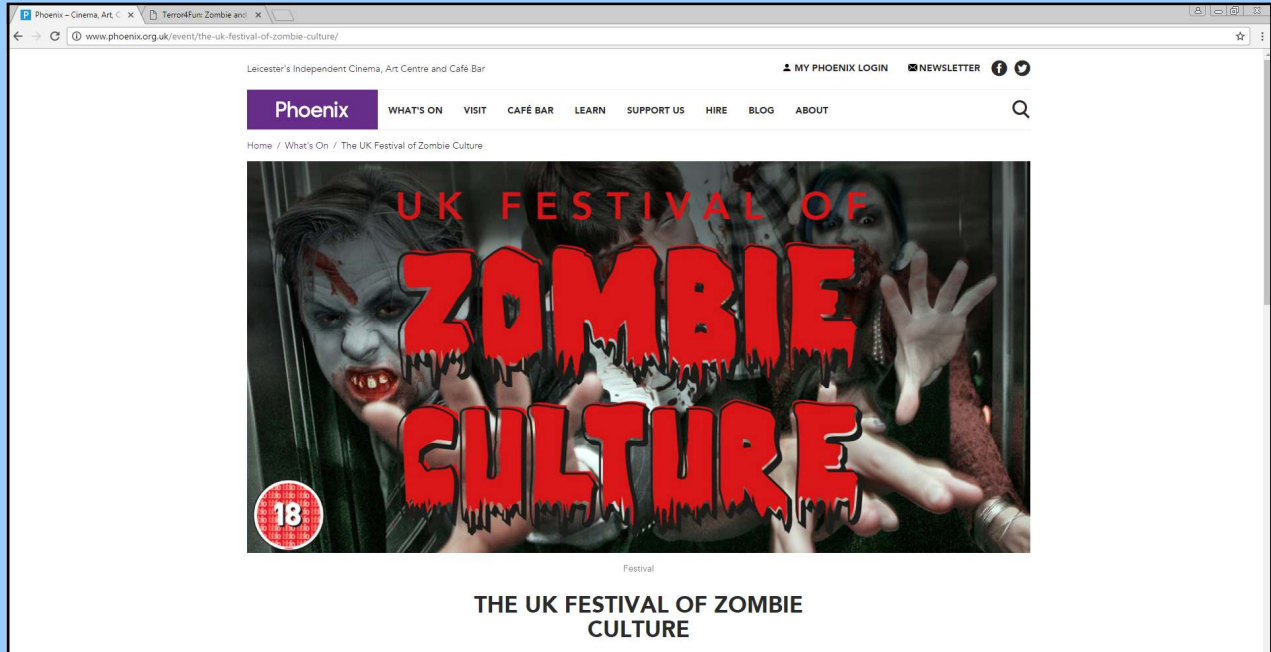 Phoenix – Cinema, Art, C
Terror4Fun: Zombie and
www.phoenix.org.uk/event/the-uk-festival-of-zombie-culture/
Leicester's Independent Cinema, Art Centre and Café Bar
MY PHOENIX LOGIN
NEWSLETTER
Phoenix
WHAT'S ON
VISIT
CAFÉ BAR
LEARN
SUPPORT US
HIRE
BLOG
ABOUT
Home / What's On / The UK Festival of Zombie Culture
UK FESTIVAL OF
ZOMBIE
CULTURE
18
Festival
THE UK FESTIVAL OF ZOMBIE
CULTURE